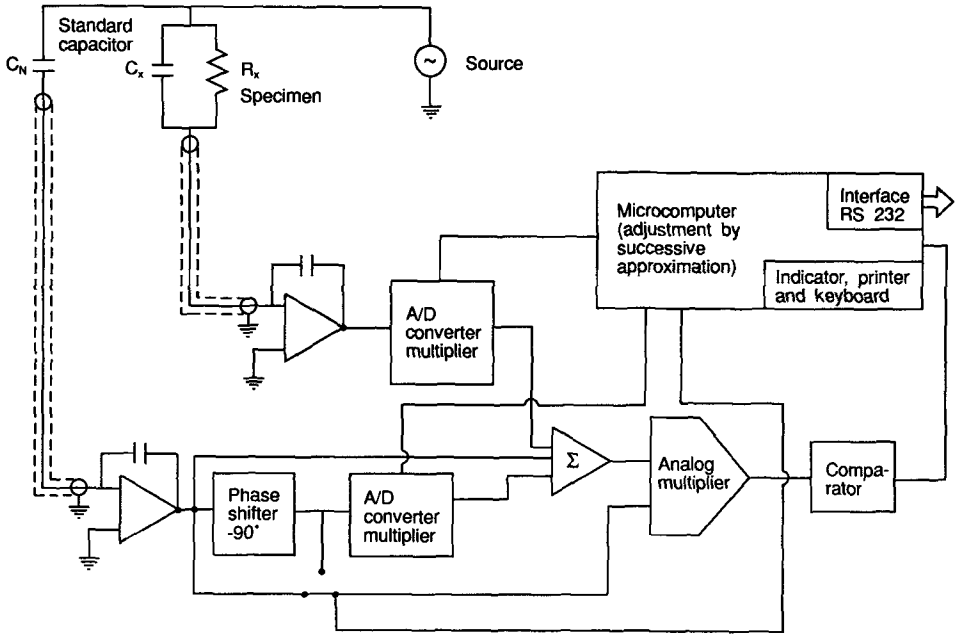 Standard
capacitor
C_N
C_x
R_x
Specimen
~
Source
Microcomputer
(adjustment by
successive
approximation)
Interface
RS 232
Indicator, printer
and keyboard
A/D
converter
multiplier
Σ
Analog
multiplier
Compa-
rator
Phase
shifter
-90°
A/D
converter
multiplier